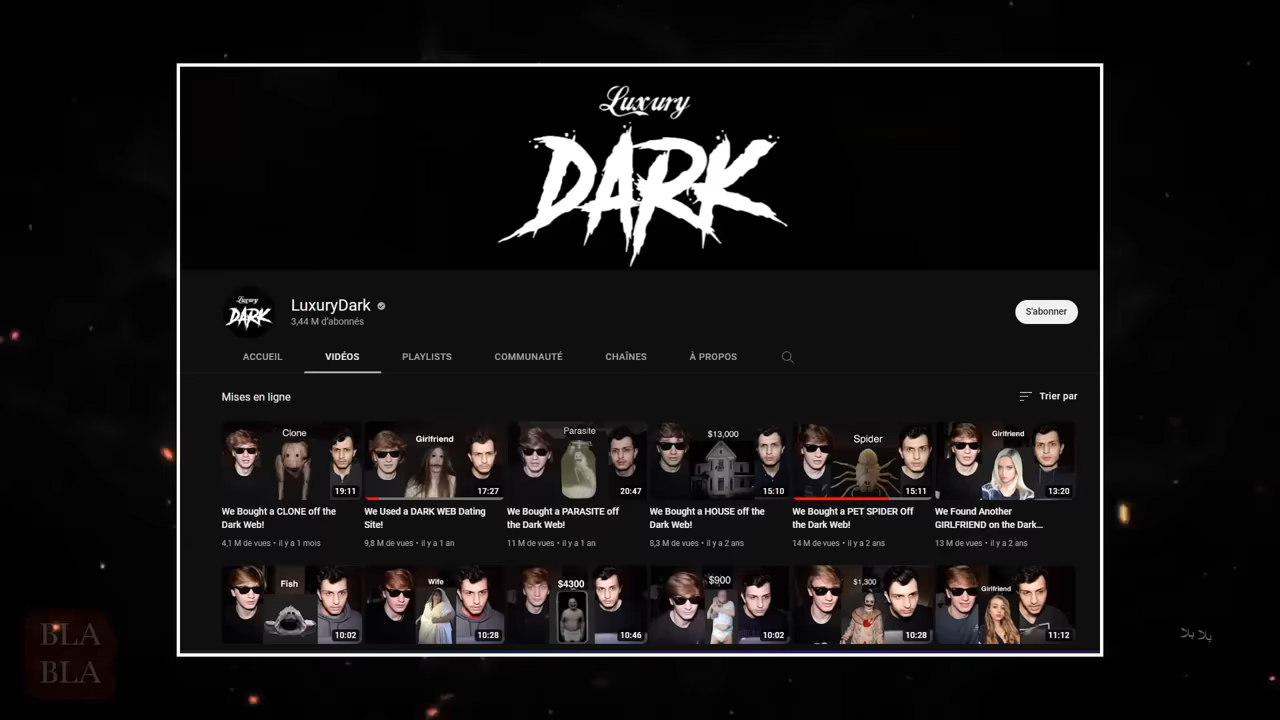 Luxury
DARK
Luxury
DARK
LuxuryDark
3,44 M d'abonnés
S'abonner
ACCUEIL
VIDÉOS
PLAYLISTS
COMMUNAUTÉ
CHAÎNES
À PROPOS
Mises en ligne
Trier par
Clone
19:11
Girlfriend
17:27
Parasite
20:47
$13,000
15:10
Spider
15:11
Girlfriend
13:20
We Bought a CLONE off the
Dark Web!
4,1 M de vues • il y a 1 mois
We Used a DARK WEB Dating
Site!
9,8 M de vues • il y a 1 an
We Bought a PARASITE off
the Dark Web!
11 M de vues • il y a 1 an
We Bought a HOUSE off the
Dark Web!
8,3 M de vues • il y a 2 ans
We Bought a PET SPIDER Off
the Dark Web!
14 M de vues • il y a 2 ans
We Found Another
GIRLFRIEND on the Dark...
13 M de vues • il y a 2 ans
Fish
10:02
Wife
10:28
$4300
10:46
$900
10:02
$1,300
10:28
Girlfriend
11:12
BLA
BLA
بلا بلا